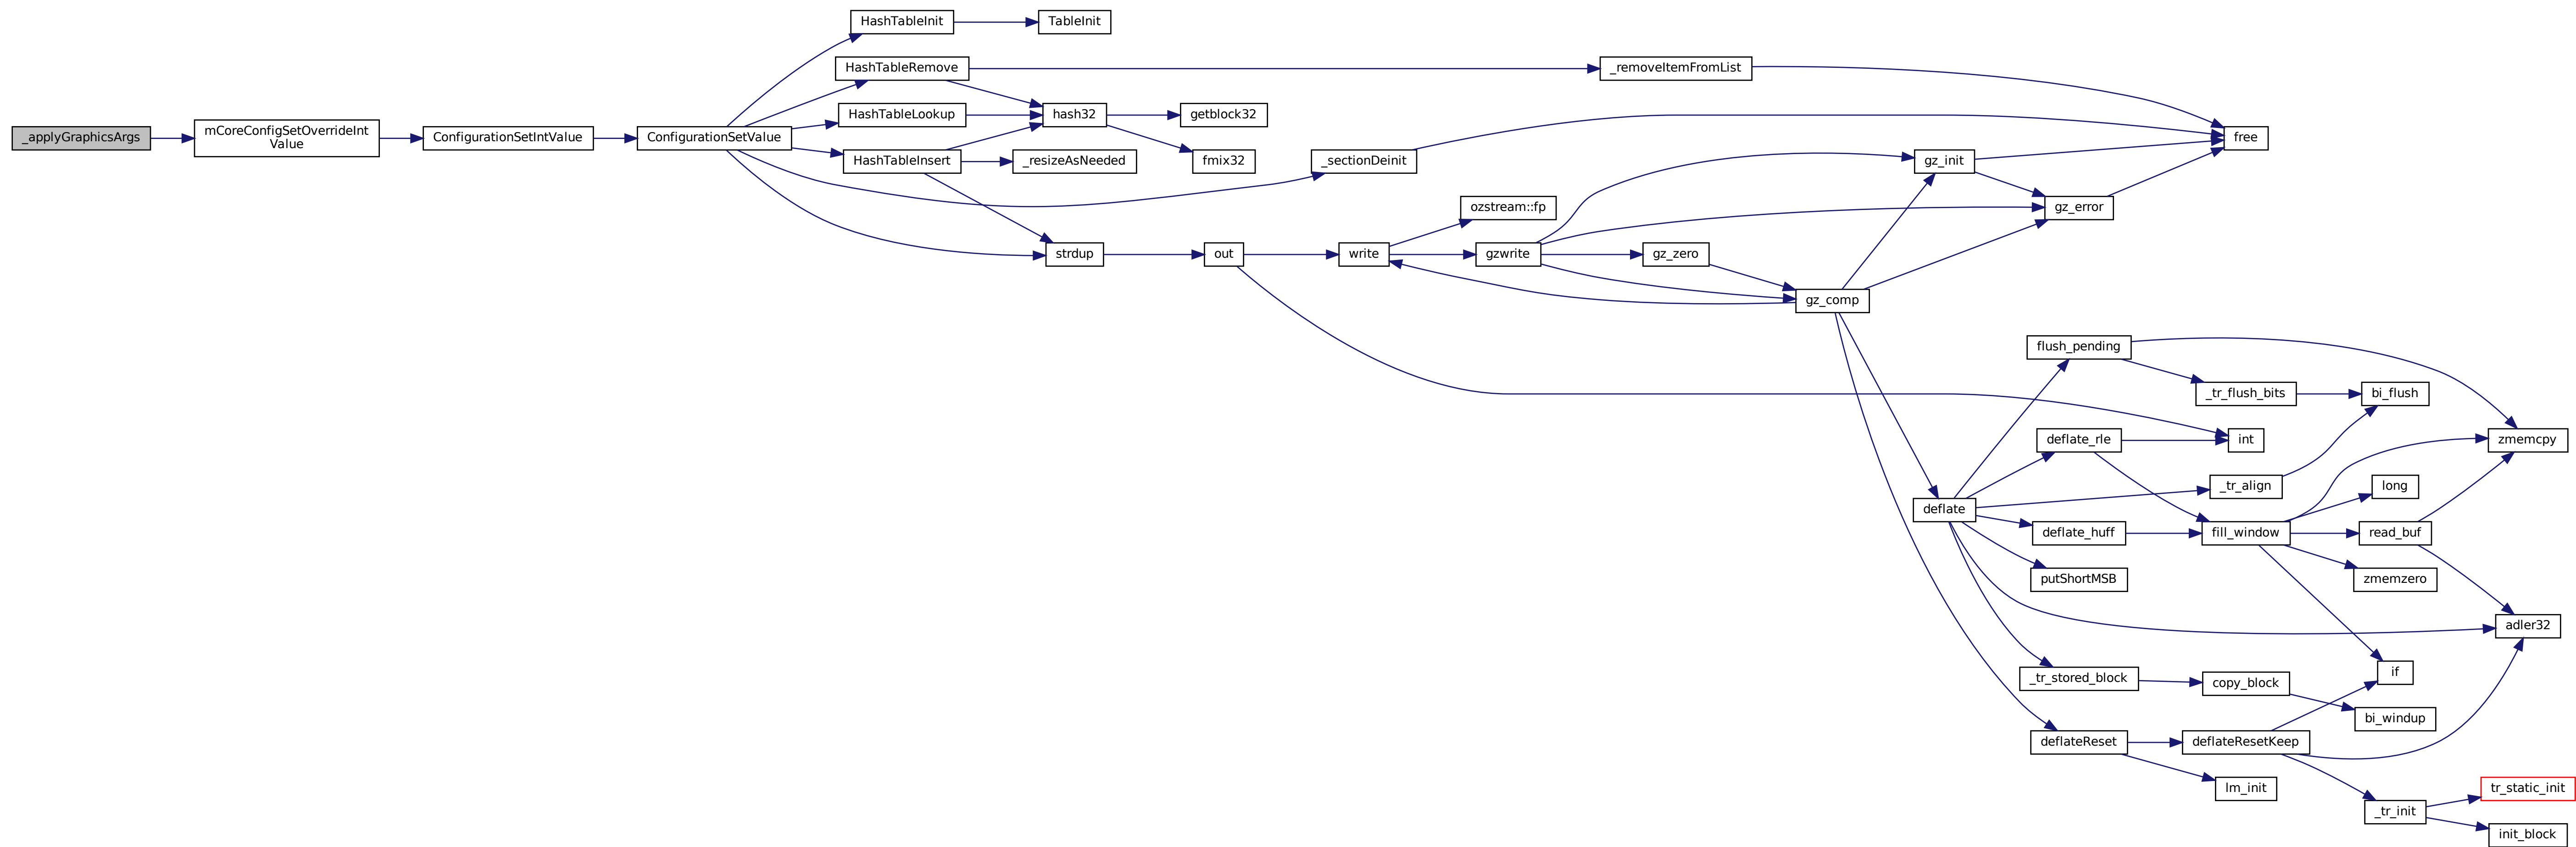 HashTableInit
TableInit
HashTableRemove
_removeItemFromList
HashTableLookup
hash32
getblock32
_applyGraphicsArgs
mCoreConfigSetOverrideInt
Value
ConfigurationSetIntValue
ConfigurationSetValue
free
HashTableInsert
_resizeAsNeeded
fmix32
_sectionDeinit
gz_init
ozstream::fp
gz_error
strdup
out
write
gzwrite
gz_zero
gz_comp
flush_pending
_tr_flush_bits
bi_flush
deflate_rle
int
zmemcpy
_tr_align
long
deflate
deflate_huff
fill_window
read_buf
putShortMSB
zmemzero
adler32
_tr_stored_block
copy_block
if
bi_windup
deflateReset
deflateResetKeep
lm_init
tr_static_init
_tr_init
init_block